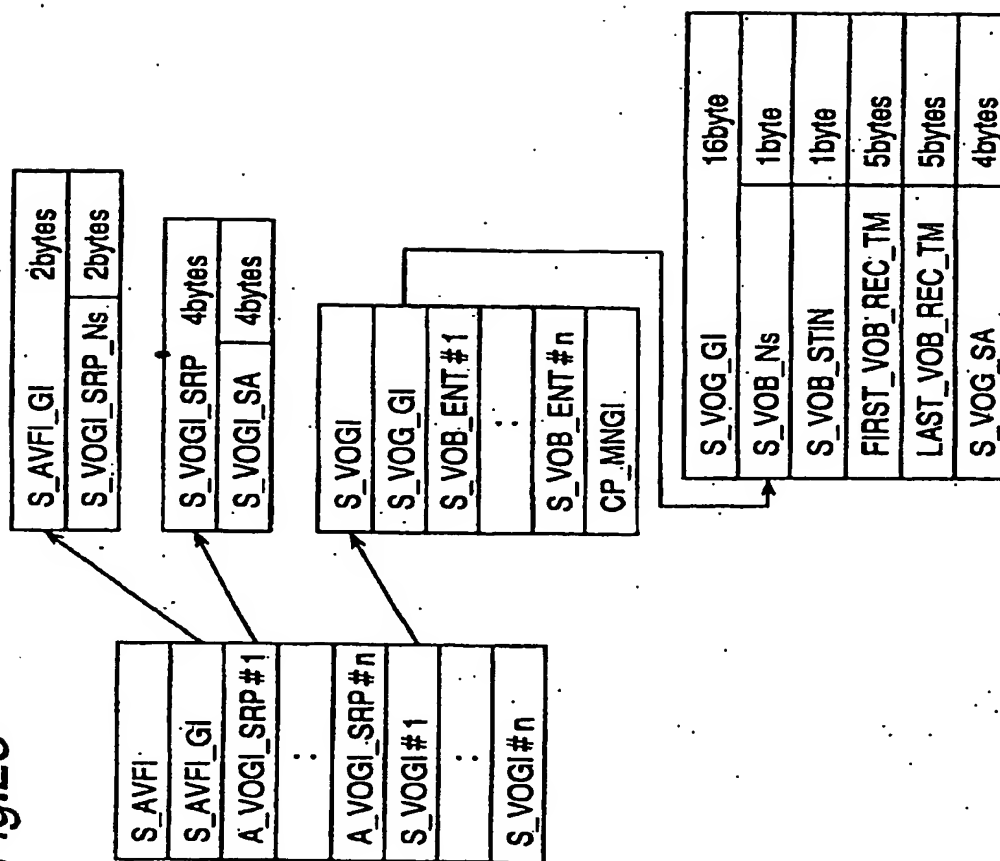 S_AVFI
S_AVFI_GI
A_VOGI_SRP#1
:
A_VOGI_SRP#n
S_VOGI#1
:
S_VOGI#n
S_AVFI_GI 2bytes
S_VOGI_SRP_Ns 2bytes
S_VOGI_SRP 4bytes
S_VOGI_SA 4bytes
S_VOGI
S_VOG_GI
S_VOB_ENT#1
:
S_VOB_ENT#n
CP_MNGI
S_VOG_GI 16byte
S_VOB_Ns 1byte
S_VOB_STIN 1byte
FIRST_VOB_REC_TM 5bytes
LAST_VOB_REC_TM 5bytes
S_VOG_SA 4bytes